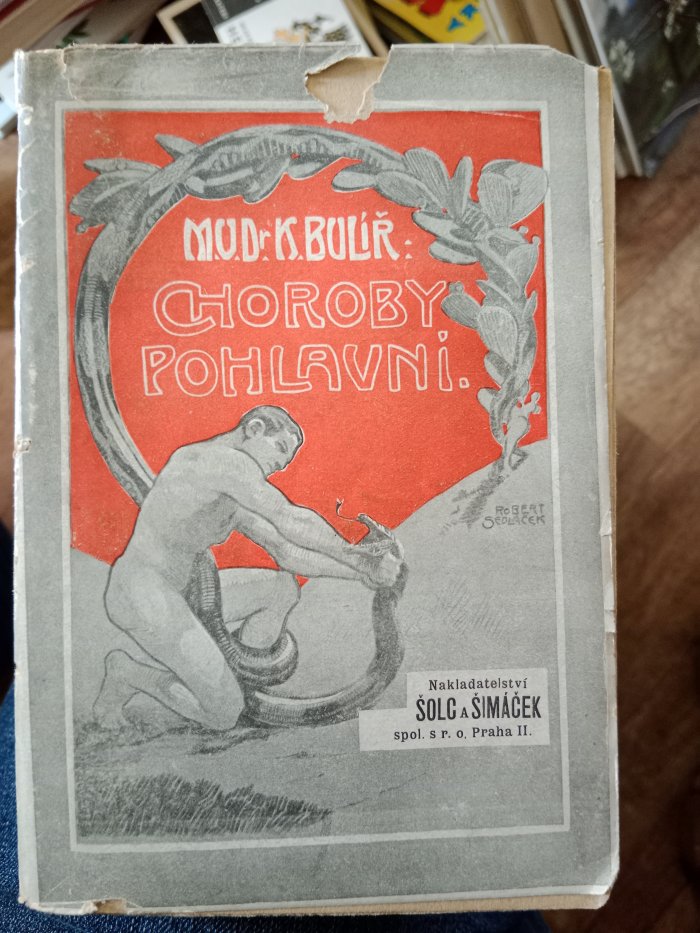 M.U.Dr. K. BULÍŘ:
CHOROBY
POHLAVNÍ.
ROBERT
SEDLÁČEK
Nakladatelství
ŠOLC A ŠIMÁČEK
spol. s r. o. Praha II.